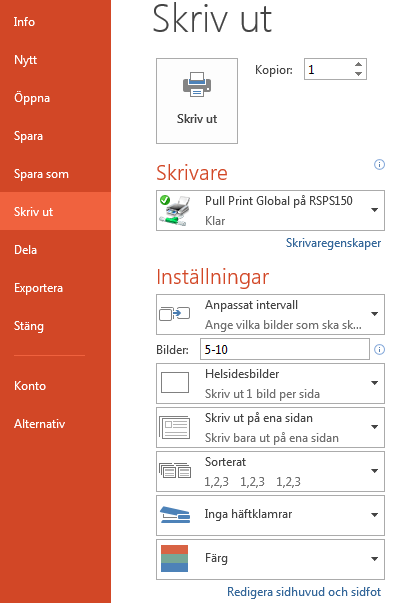 Info
Nytt
Öppna
Spara
Spara som
Skriv ut
Dela
Exportera
Stäng
Konto
Alternativ
Skriv ut
Skriv ut
Kopior: 1
Skrivare
Pull Print Global på RSPS150
Klar
Skrivaregenskaper
Inställningar
Anpassat intervall
Ange vilka bilder som ska sk...
Bilder: 5-10
Helsidesbilder
Skriv ut 1 bild per sida
Skriv ut på ena sidan
Skriv bara ut på ena sidan
Sorterat
1,2,3 1,2,3 1,2,3
Inga häftklamrar
Färg
Redigera sidhuvud och sidfot